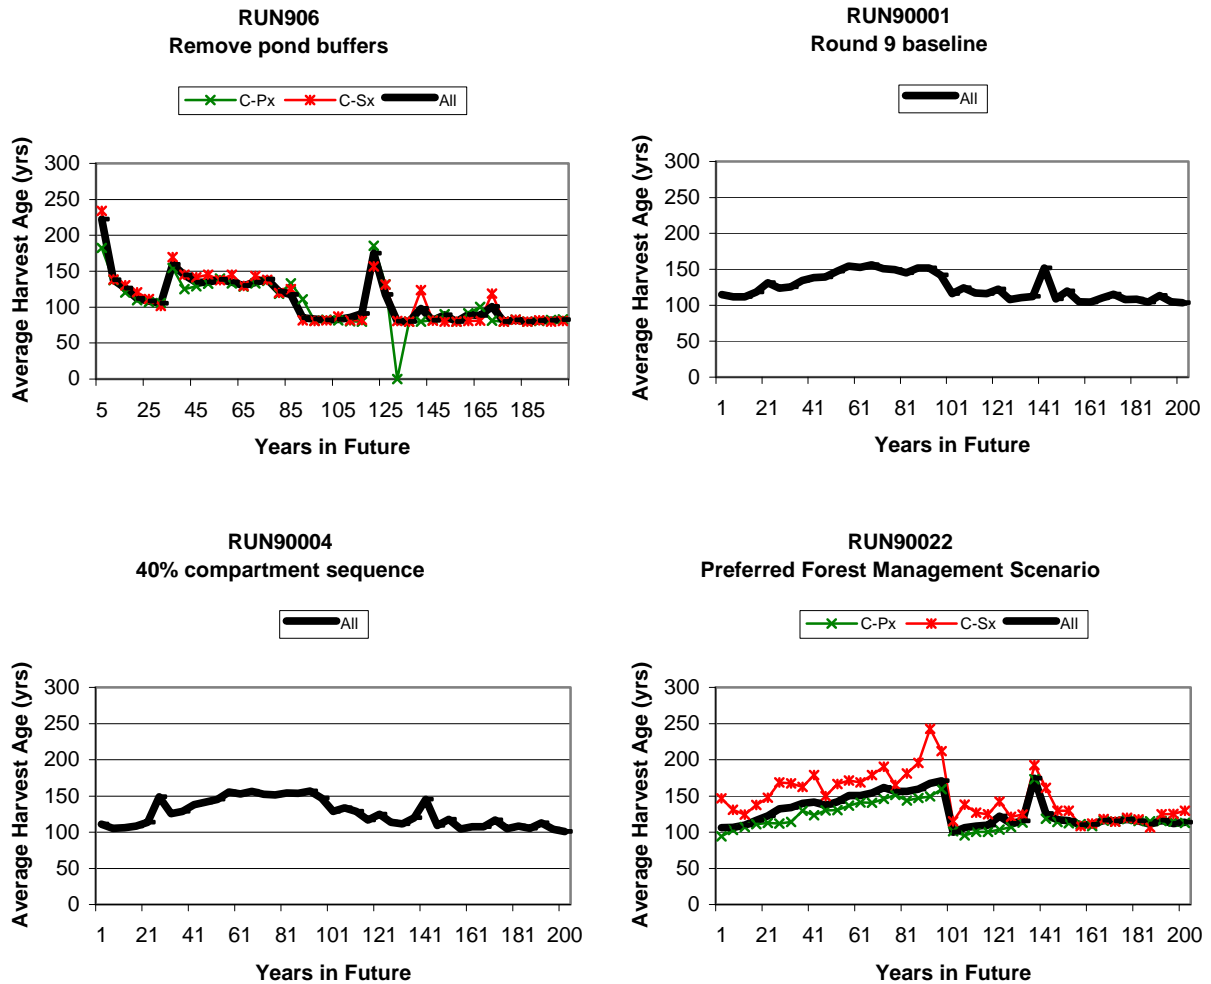 RUN906
Remove pond buffers
C-Px C-Sx All
Average Harvest Age (yrs)
300
250
200
150
100
50
0
5 25 45 65 85 105 125 145 165 185
Years in Future
RUN90001
Round 9 baseline
All
Average Harvest Age (yrs)
300
250
200
150
100
50
0
1 21 41 61 81 101 121 141 161 181 200
Years in Future
RUN90004
40% compartment sequence
All
Average Harvest Age (yrs)
300
250
200
150
100
50
0
1 21 41 61 81 101 121 141 161 181 200
Years in Future
RUN90022
Preferred Forest Management Scenario
C-Px C-Sx All
Average Harvest Age (yrs)
300
250
200
150
100
50
0
1 21 41 61 81 101 121 141 161 181 200
Years in Future